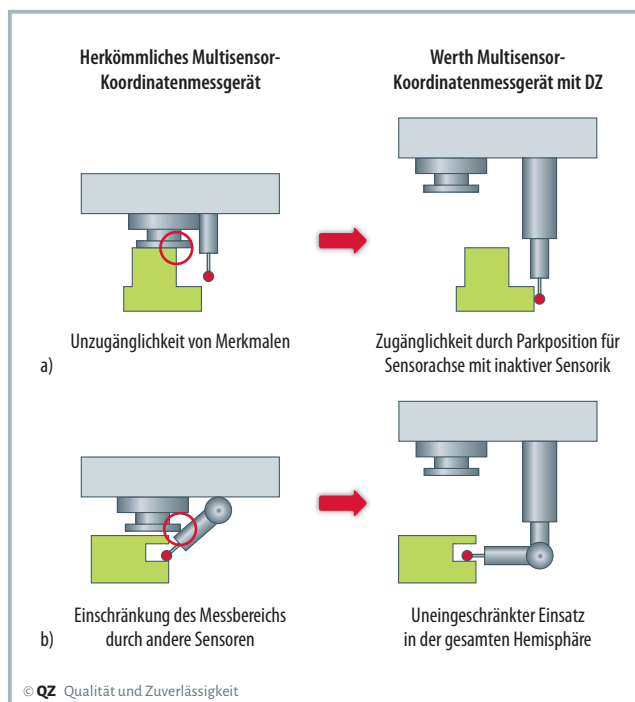 Herkömmliches Multisensor-
Koordinatenmessgerät
Werth Multisensor-
Koordinatenmessgerät mit DZ
a)
Unzugänglichkeit von Merkmalen
Zugänglichkeit durch Parkposition für
Sensorachse mit inaktiver Sensorik
b)
Einschränkung des Messbereichs
durch andere Sensoren
Uneingeschränkter Einsatz
in der gesamten Hemisphäre
© QZ Qualität und Zuverlässigkeit